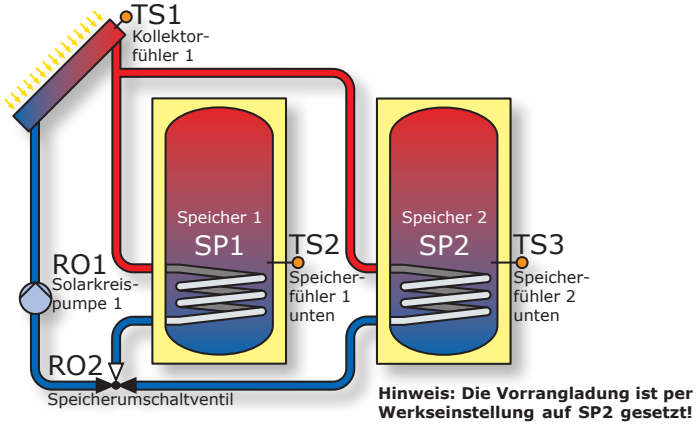 TS1
Kollektor-
fühler 1
Speicher 1
SP1
TS2
Speicher-
fühler 1
unten
Speicher 2
SP2
TS3
Speicher-
fühler 2
unten
RO1
Solarkreis-
pumpe 1
RO2
Speicherumschaltventil
Hinweis: Die Vorrangladung ist per
Werkseinstellung auf SP2 gesetzt!